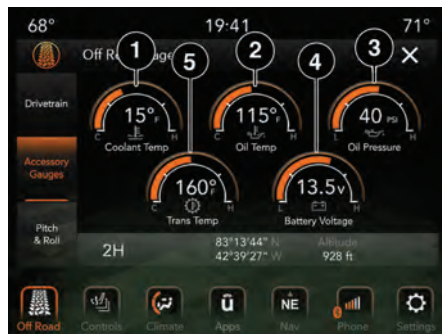 68° 19:41 71°
1 2 3
Off R age X
5 4
Drivetrain
Accessory
Gauges
Pitch
& Roll
15°F
C H
Coolant Temp
115°F
C H
Oil Temp
40 PSI
L H
Oil Pressure
160°F
C H
Trans Temp
13.5v
L H
Battery Voltage
2H
83°13'44" N
42°39'27" W
Altitude
928 ft
Off Road Controls Climate Apps Nav Phone Settings
û NE